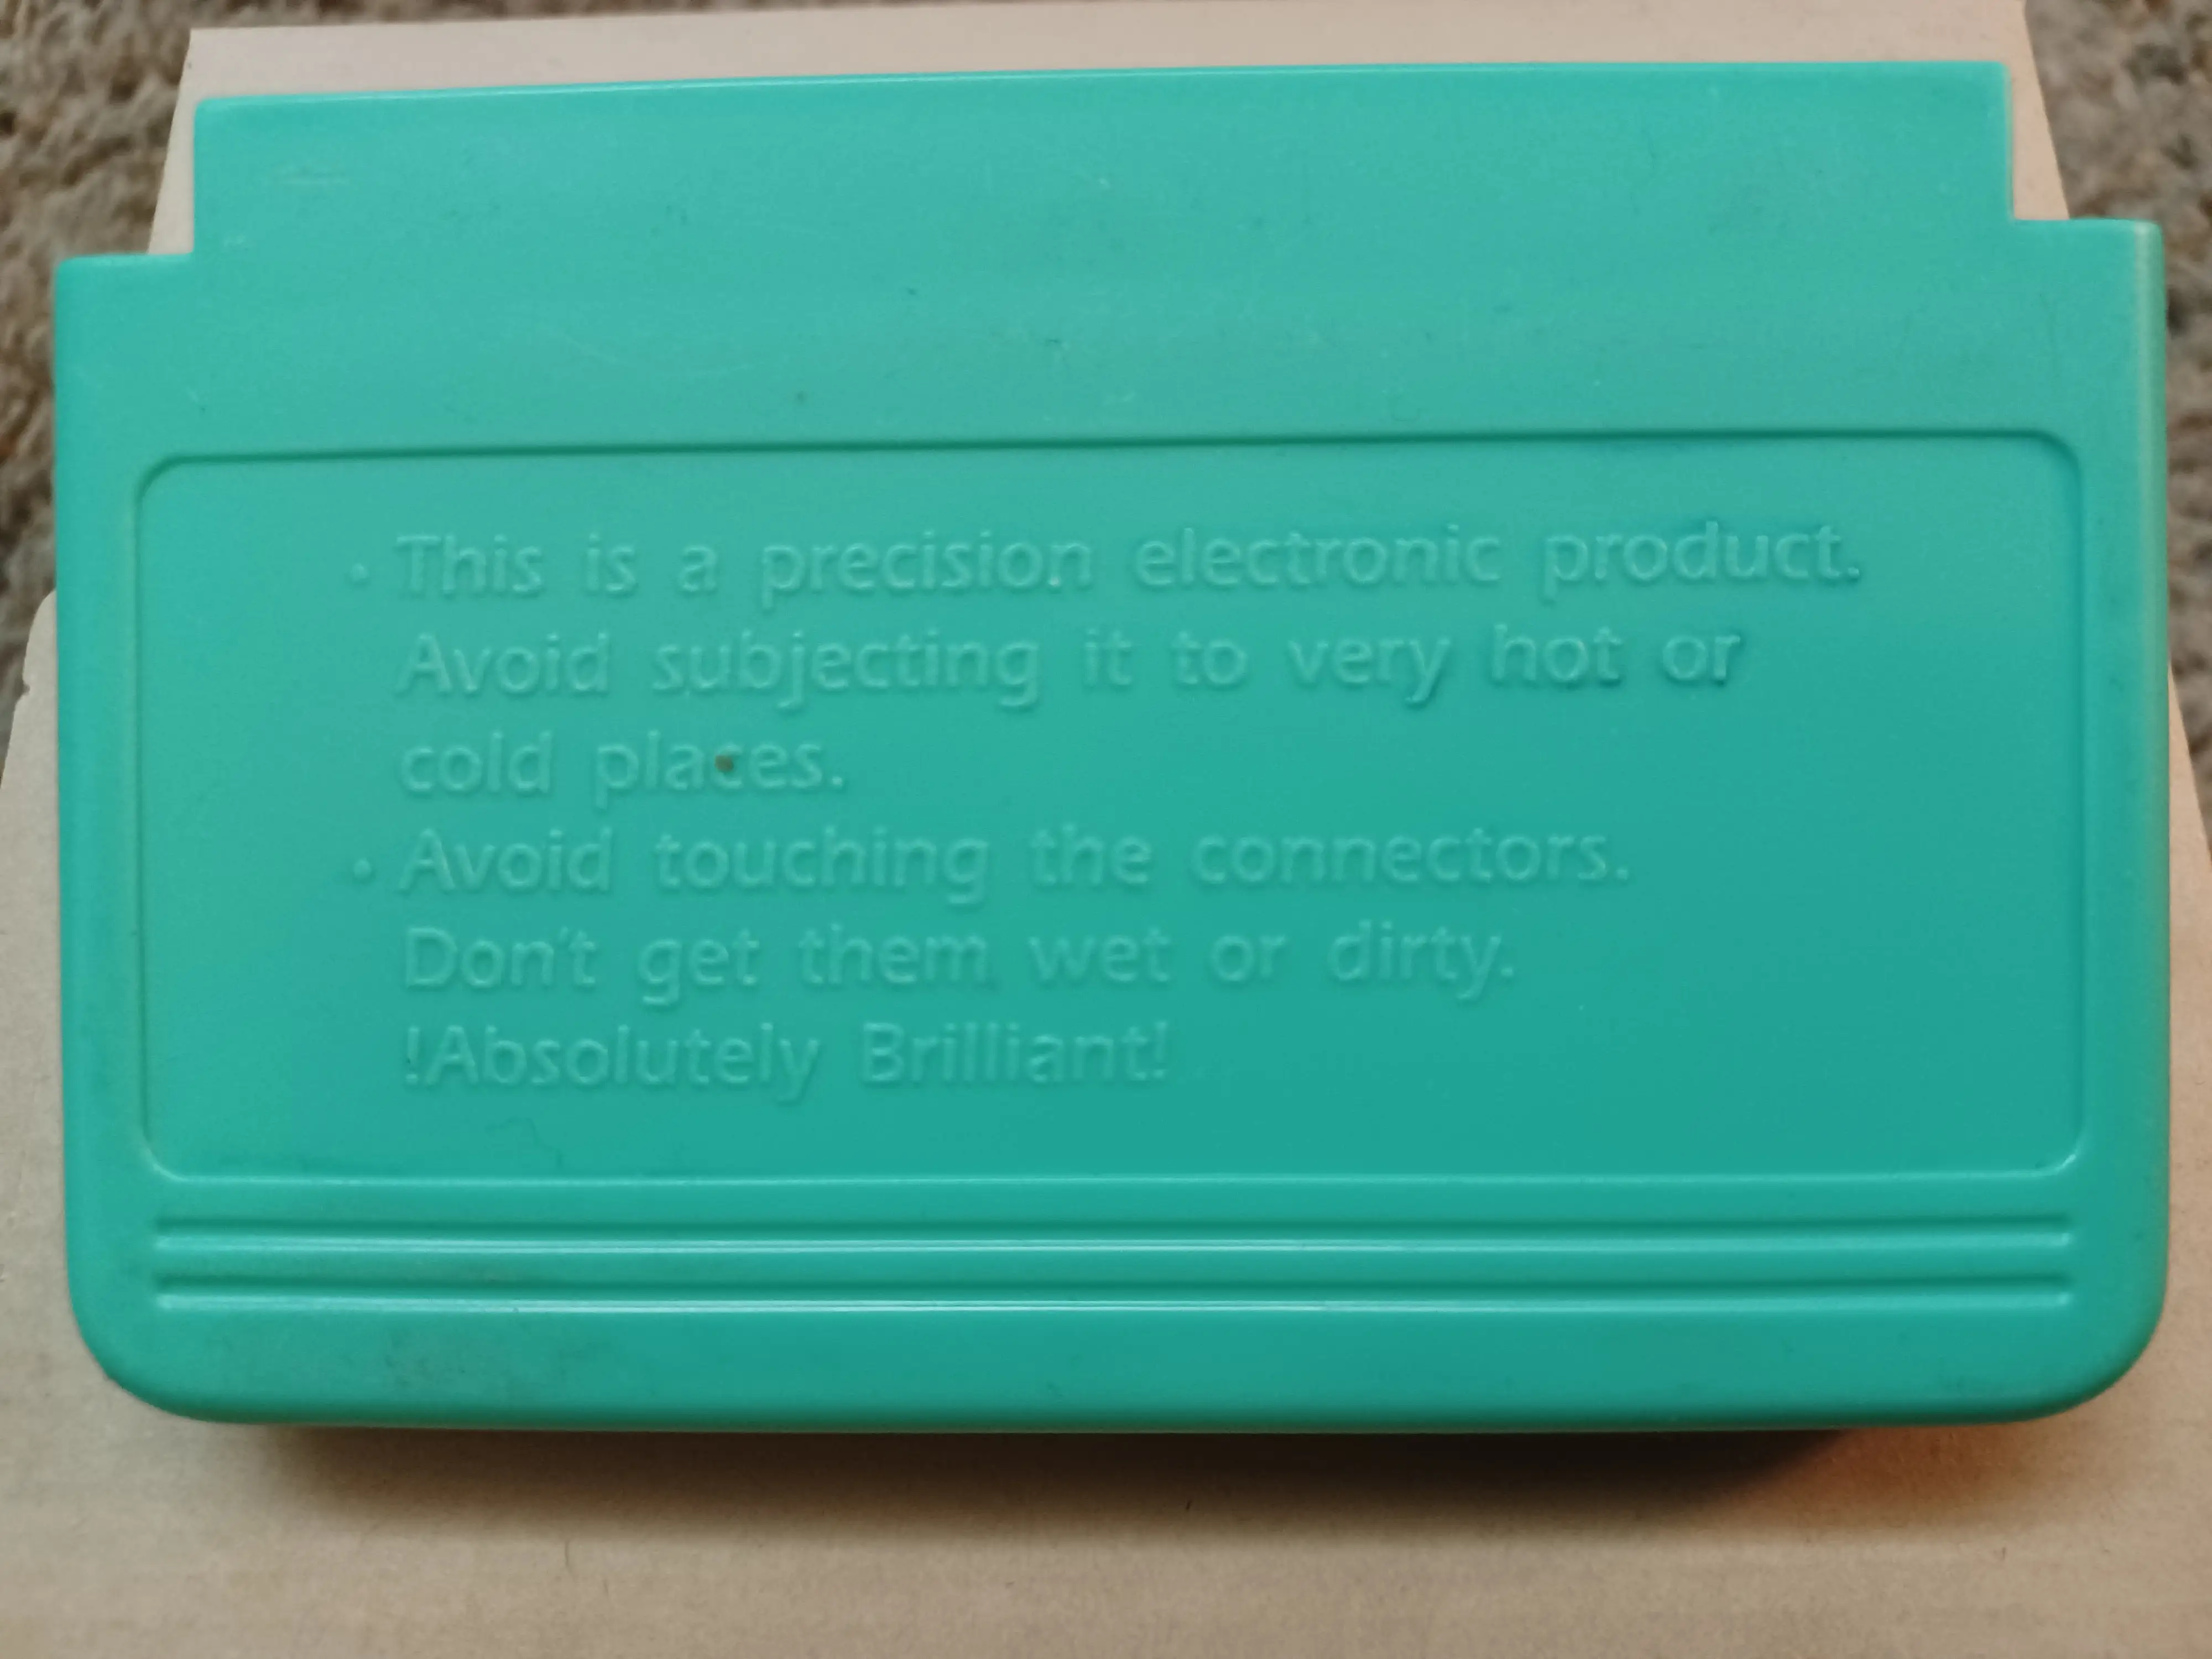 · This is a precision electronic product.
Avoid subjecting it to very hot or
cold places.
· Avoid touching the connectors.
Don't get them wet or dirty.
!Absolutely Brilliant!